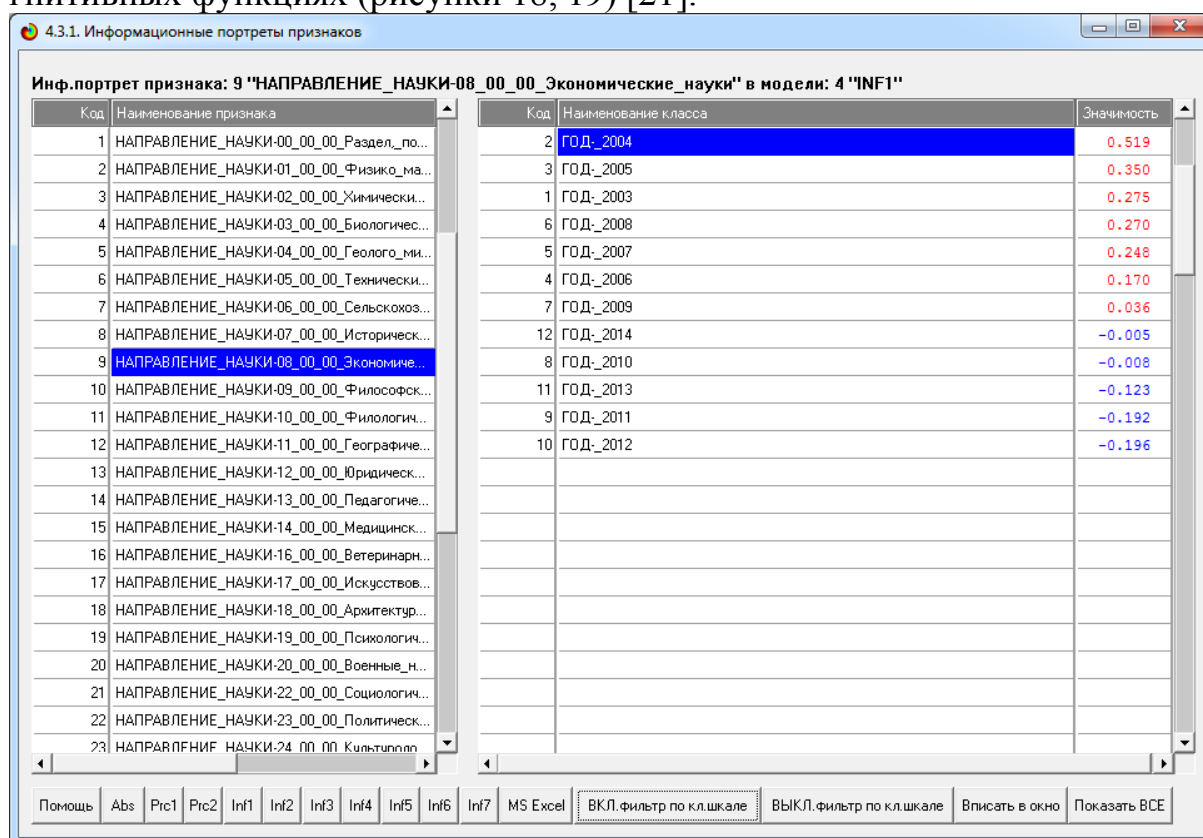 гнитивных функциях (рисунки 18, 19) [21].
4.3.1. Информационные портреты признаков
Инф.портрет признака: 9 "НАПРАВЛЕНИЕ_НАУКИ-08_00_00_Экономические_науки" в модели: 4 "INF1"
Код Наименование признака
1 НАПРАВЛЕНИЕ_НАУКИ-00_00_00_Раздел,_по...
2 НАПРАВЛЕНИЕ_НАУКИ-01_00_00_Физико_ма...
3 НАПРАВЛЕНИЕ_НАУКИ-02_00_00_Химически...
4 НАПРАВЛЕНИЕ_НАУКИ-03_00_00_Биологичес...
5 НАПРАВЛЕНИЕ_НАУКИ-04_00_00_Геолого_ми...
6 НАПРАВЛЕНИЕ_НАУКИ-05_00_00_Технически...
7 НАПРАВЛЕНИЕ_НАУКИ-06_00_00_Сельскохоз...
8 НАПРАВЛЕНИЕ_НАУКИ-07_00_00_Историческ...
9 НАПРАВЛЕНИЕ_НАУКИ-08_00_00_Экономиче...
10 НАПРАВЛЕНИЕ_НАУКИ-09_00_00_Философск...
11 НАПРАВЛЕНИЕ_НАУКИ-10_00_00_Филологич...
12 НАПРАВЛЕНИЕ_НАУКИ-11_00_00_Географиче...
13 НАПРАВЛЕНИЕ_НАУКИ-12_00_00_Юридическ...
14 НАПРАВЛЕНИЕ_НАУКИ-13_00_00_Педагогиче...
15 НАПРАВЛЕНИЕ_НАУКИ-14_00_00_Медицинск...
16 НАПРАВЛЕНИЕ_НАУКИ-16_00_00_Ветеринарн...
17 НАПРАВЛЕНИЕ_НАУКИ-17_00_00_Искусствов...
18 НАПРАВЛЕНИЕ_НАУКИ-18_00_00_Архитектур...
19 НАПРАВЛЕНИЕ_НАУКИ-19_00_00_Психологич...
20 НАПРАВЛЕНИЕ_НАУКИ-20_00_00_Военные_н...
21 НАПРАВЛЕНИЕ_НАУКИ-22_00_00_Социологич...
22 НАПРАВЛЕНИЕ_НАУКИ-23_00_00_Политическ...
23 НАПРАВЛЕНИЕ_НАУКИ-24_00_00_Культуроло
Код Наименование класса Значимость
2 ГОД-_2004 0.519
3 ГОД-_2005 0.350
1 ГОД-_2003 0.275
6 ГОД-_2008 0.270
5 ГОД-_2007 0.248
4 ГОД-_2006 0.170
7 ГОД-_2009 0.036
12 ГОД-_2014 -0.005
8 ГОД-_2010 -0.008
11 ГОД-_2013 -0.123
9 ГОД-_2011 -0.192
10 ГОД-_2012 -0.196
Помощь Abs Prc1 Prc2 Inf1 Inf2 Inf3 Inf4 Inf5 Inf6 Inf7 MS Excel ВКЛ.фильтр по кл.шкале ВЫКЛ.фильтр по кл.шкале Вписать в окно Показать ВСЕ